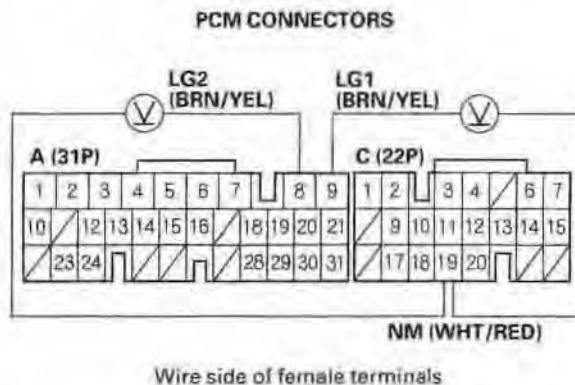 PCM CONNECTORS
LG2 (BRN/YEL)
LG1 (BRN/YEL)
V
V
A (31P)
C (22P)
1 2 3 4 5 6 7 8 9
1 2 3 4 6 7
10 12 13 14 15 16 18 19 20 21
9 10 11 12 13 14 15
23 24 28 29 30 31
17 18 19 20
NM (WHT/RED)
Wire side of female terminals